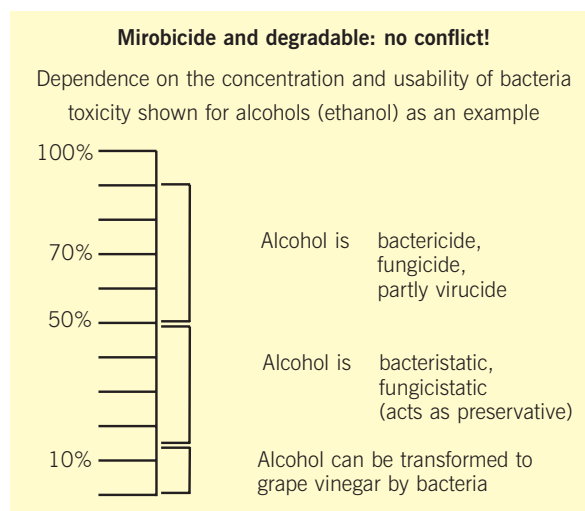 Mirobicide and degradable: no conflict!
Dependence on the concentration and usability of bacteria
toxicity shown for alcohols (ethanol) as an example
100%
70%
Alcohol is bactericide,
fungicide,
partly virucide
50%
Alcohol is bacteristatic,
fungicistatic
(acts as preservative)
10%
Alcohol can be transformed to
grape vinegar by bacteria